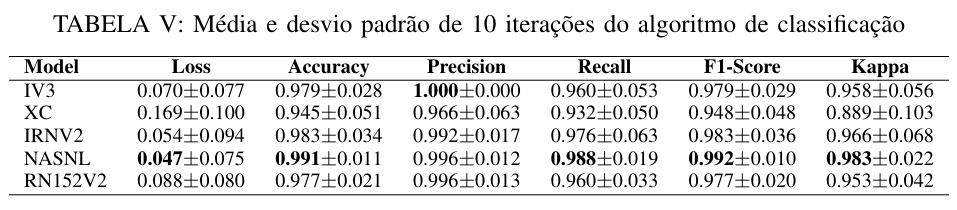 TABELA V: Média e desvio padrão de 10 iterações do algoritmo de classificação
Model Loss Accuracy Precision Recall F1-Score Kappa
IV3 0.070±0.077 0.979±0.028 1.000±0.000 0.960±0.053 0.979±0.029 0.958±0.056
XC 0.169±0.100 0.945±0.051 0.966±0.063 0.932±0.050 0.948±0.048 0.889±0.103
IRNV2 0.054±0.094 0.983±0.034 0.992±0.017 0.976±0.063 0.983±0.036 0.966±0.068
NASNL 0.047±0.075 0.991±0.011 0.996±0.012 0.988±0.019 0.992±0.010 0.983±0.022
RN152V2 0.088±0.080 0.977±0.021 0.996±0.013 0.960±0.033 0.977±0.020 0.953±0.042